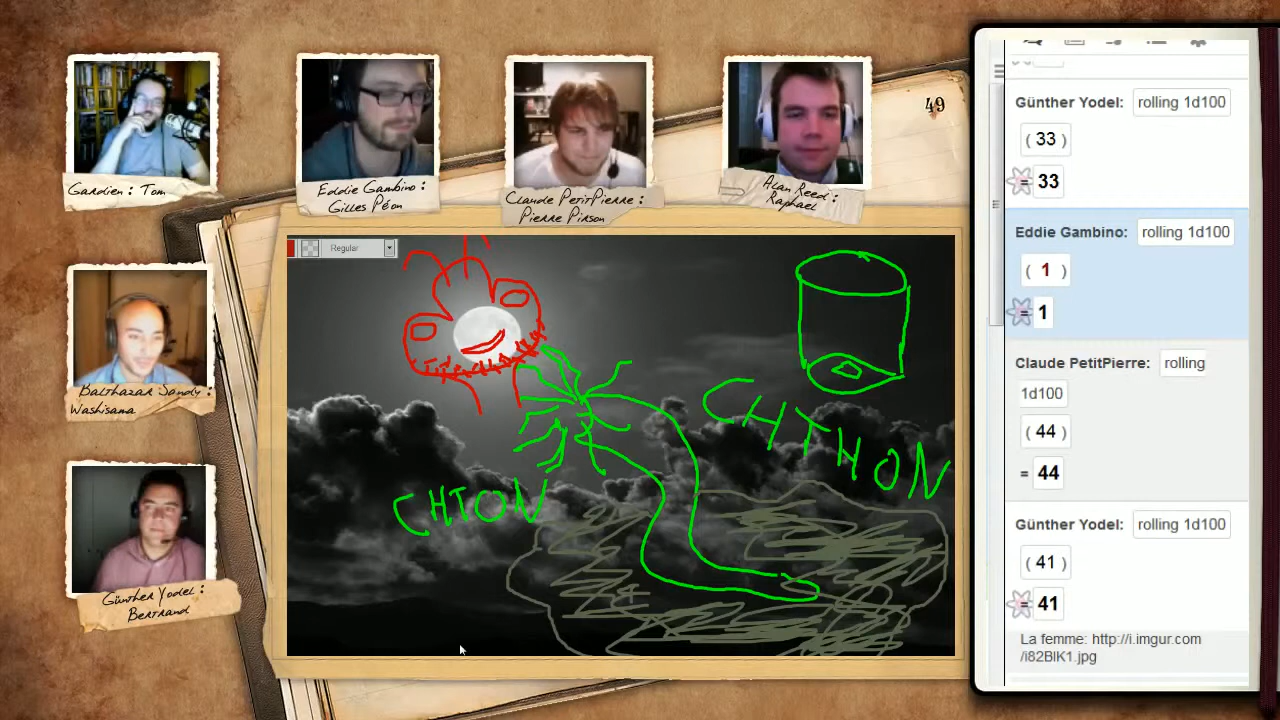 Gardien : Tom
Eddie Gambino :
Gilles Péon
Claude PetitPierre :
Pierre Pirson
Alan Reed :
Raphael
49
Balthazar Sandy :
Washisama
Günther Yodel :
Bertrand
Regular
CHTON
CHTHON
Günther Yodel: rolling 1d100
( 33 )
= 33
Eddie Gambino: rolling 1d100
( 1 )
= 1
Claude PetitPierre: rolling
1d100
( 44 )
= 44
Günther Yodel: rolling 1d100
( 41 )
= 41
La femme: http://i.imgur.com
/i82BlK1.jpg